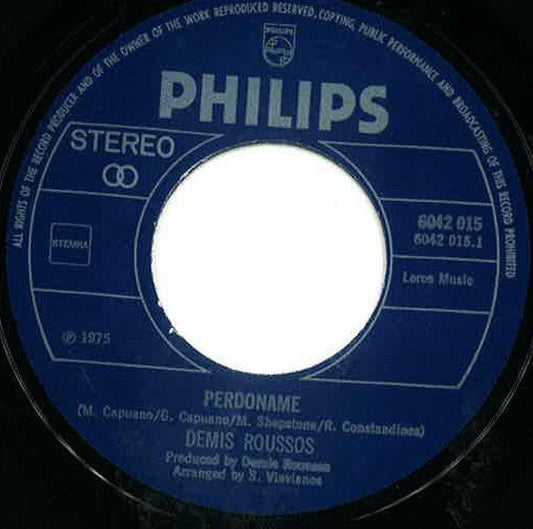 ALL RIGHTS OF THE RECORD PRODUCER AND OF THE OWNER OF THE WORK REPRODUCED RESERVED. COPYING, PUBLIC PERFORMANCE AND BROADCASTING OF THIS RECORD PROHIBITED
PHILIPS
PHILIPS
STEREO
6042 015
6042 015.1
STEMRA
Leros Music
℗ 1975
PERDONAME
(M. Capuano/G. Capuano/M. Shepstone/R. Constandinos)
DEMIS ROUSSOS
Produced by Demis Roussos
Arranged by S. Vlavianos